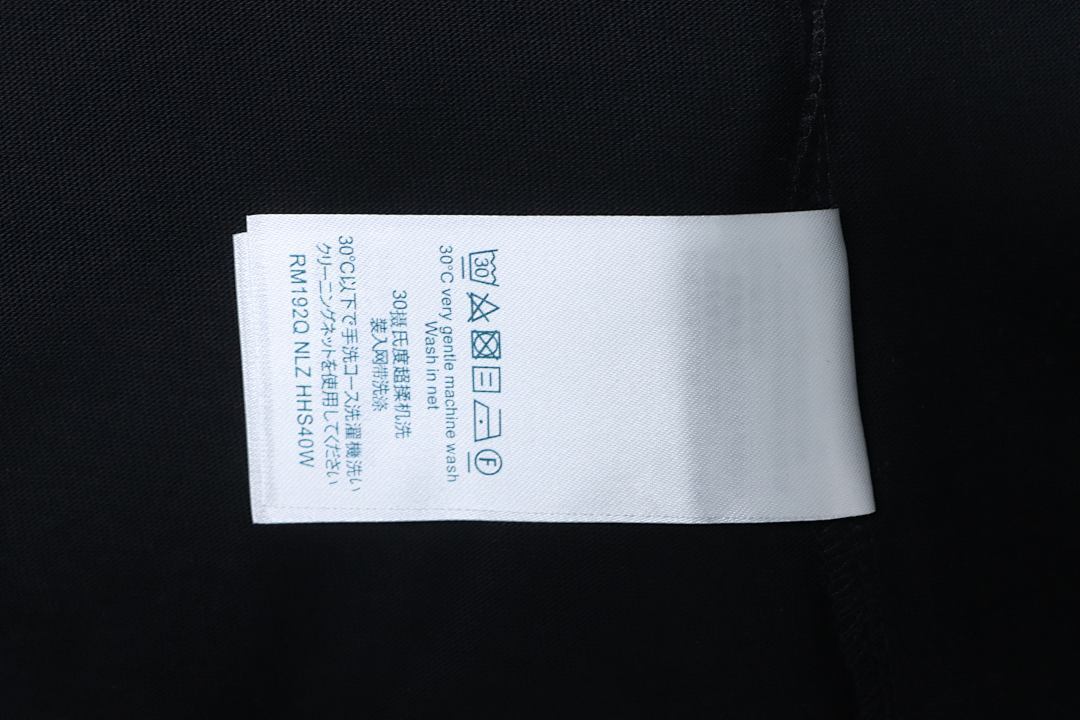 30
F
30°C very gentle machine wash
Wash in net
30摄氏度超揉机洗
装入网带洗涤
30℃以下で手洗コース洗濯機洗い
クリーニングネットを使用してください
RM192Q NLZ HHS40W